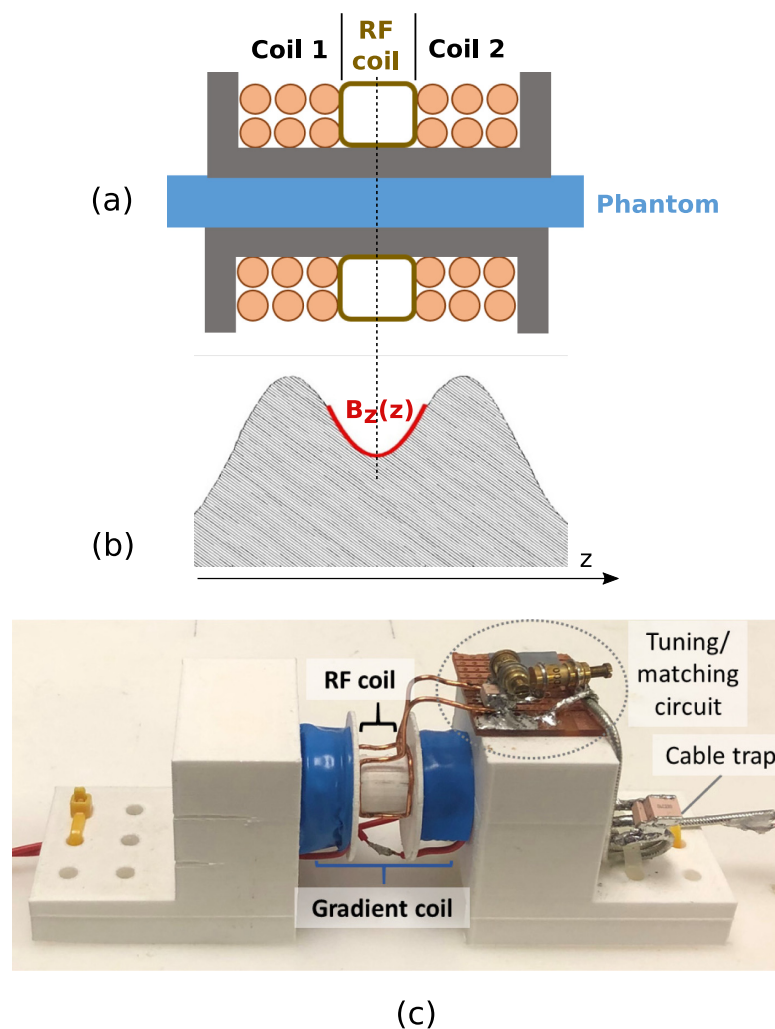 RF
Coil 1
coil
Coil 2
(a)
Phantom
Bz(z)
(b)
z
Tuning/
matching
circuit
RF coil
Cable trap
Gradient coil
(c)